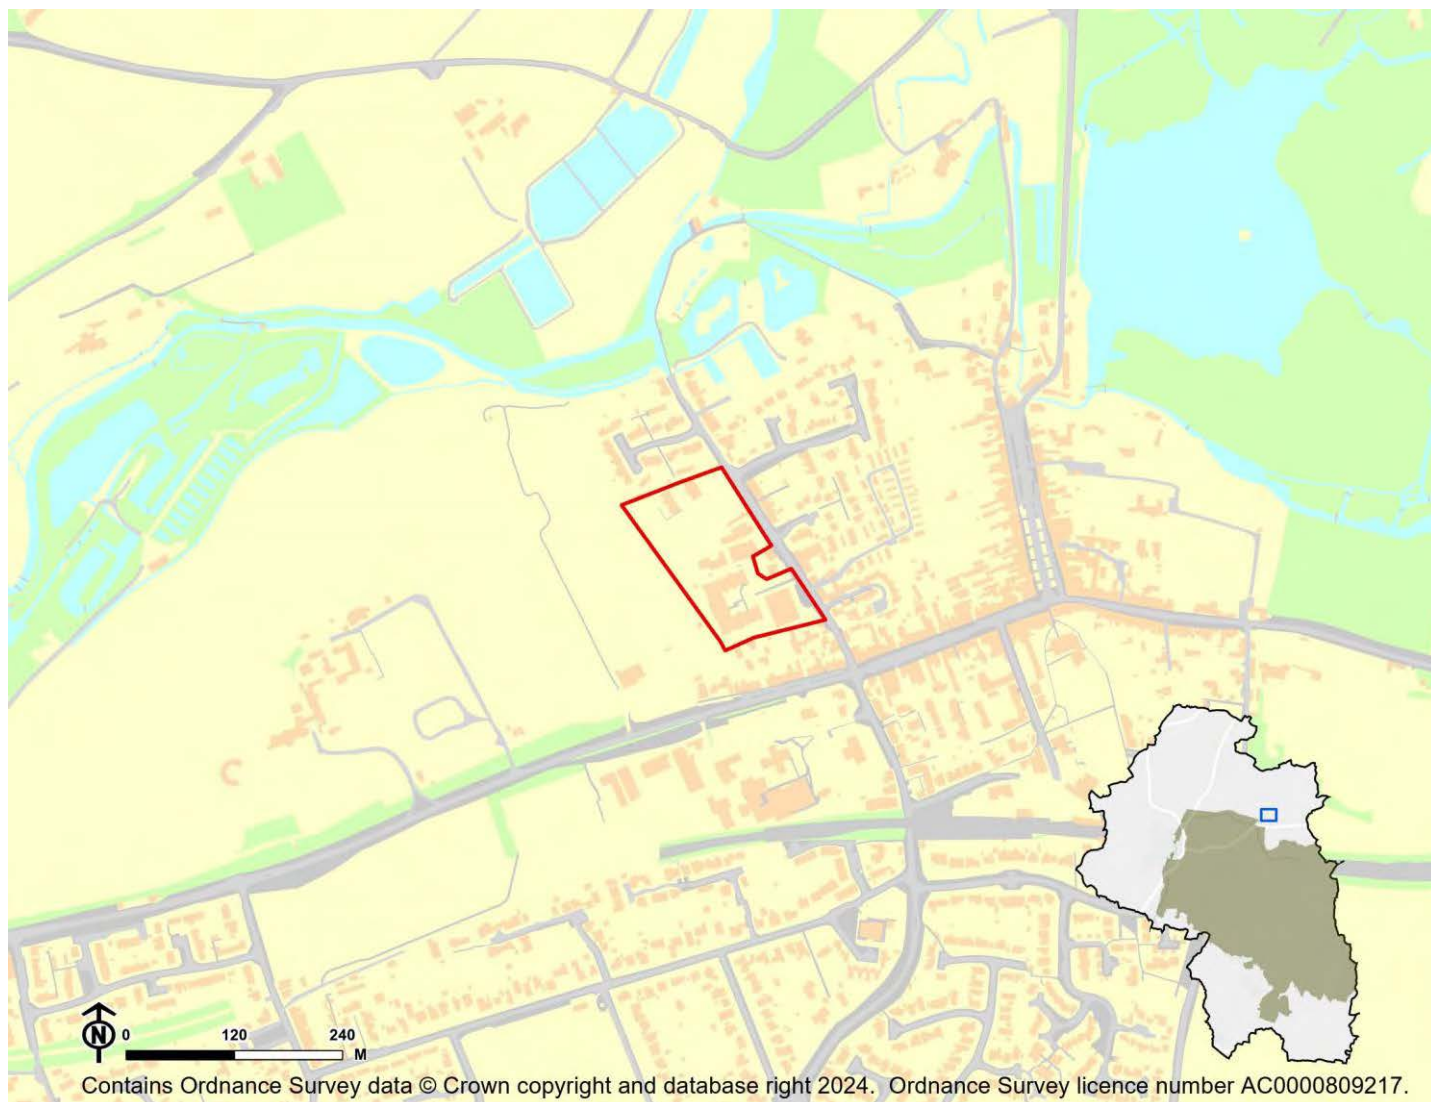 N
0 120 240
M
Contains Ordnance Survey data © Crown copyright and database right 2024. Ordnance Survey licence number AC0000809217.